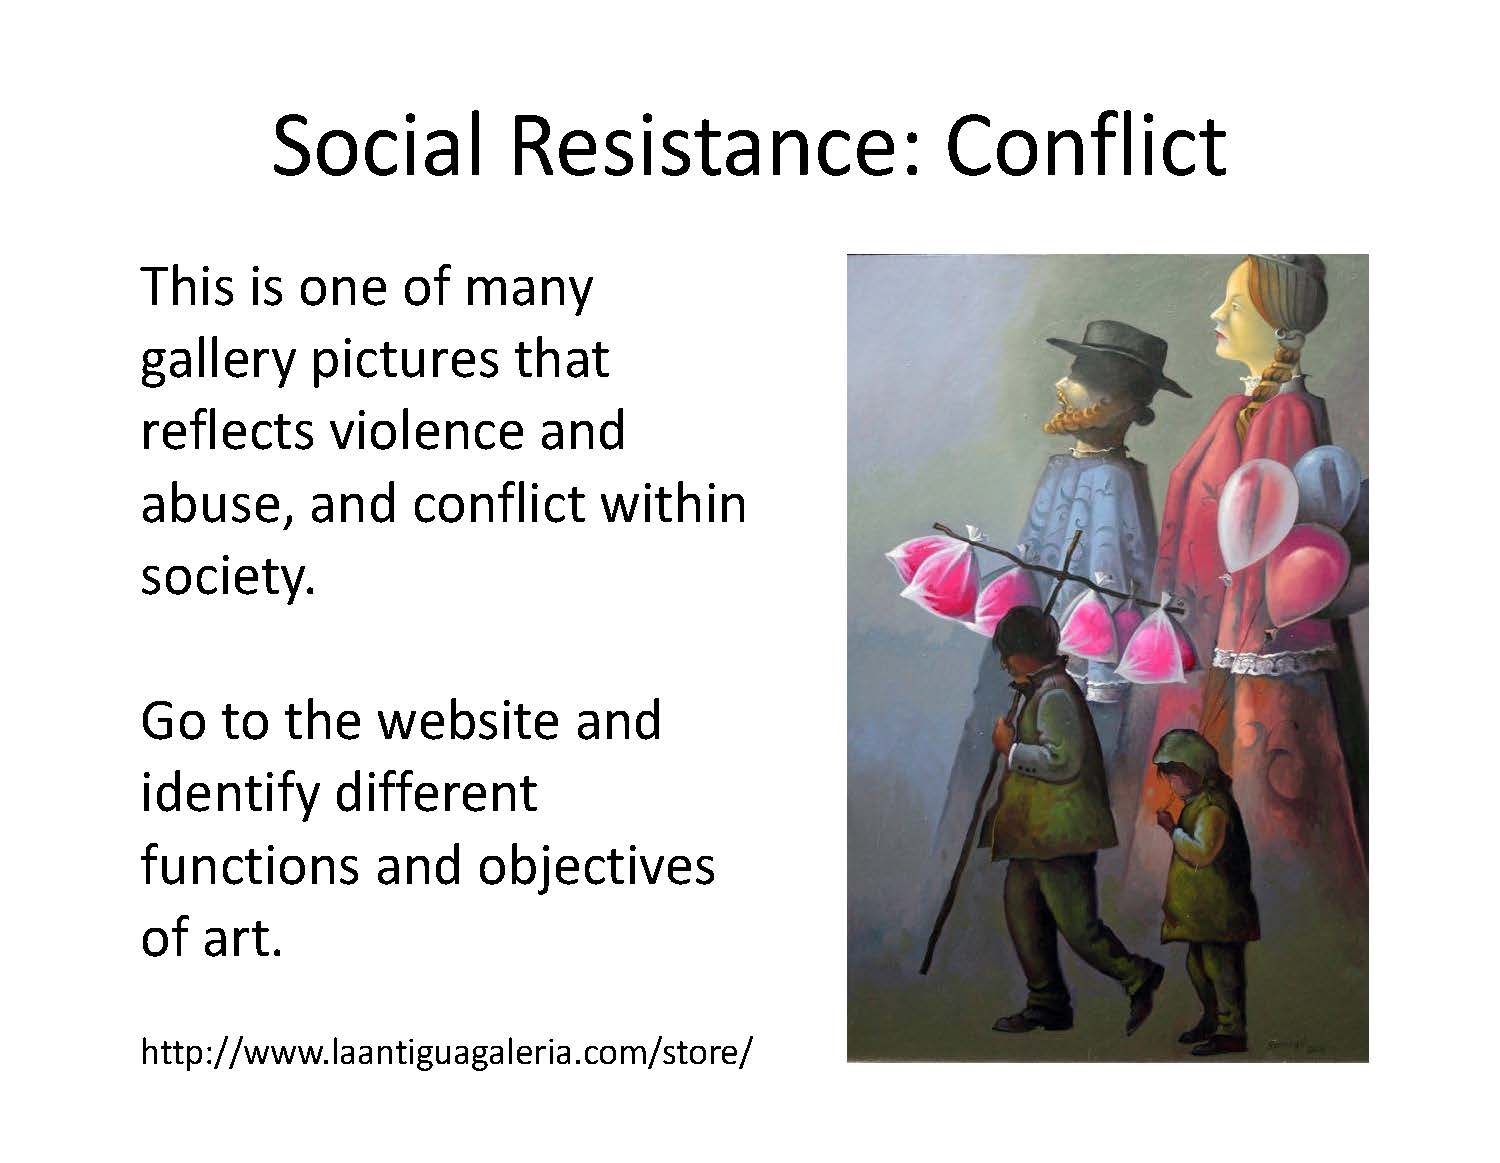 Social Resistance: Conflict
This is one of many
gallery pictures that
reflects violence and
abuse, and conflict within
society.
Go to the website and
identify different
functions and objectives
of art.
http://www.laantiguagaleria.com/store/